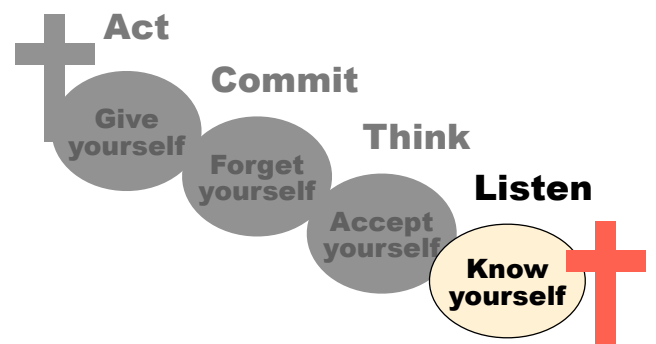 Act
Give
yourself
Commit
Forget
yourself
Think
Accept
yourself
Listen
Know
yourself